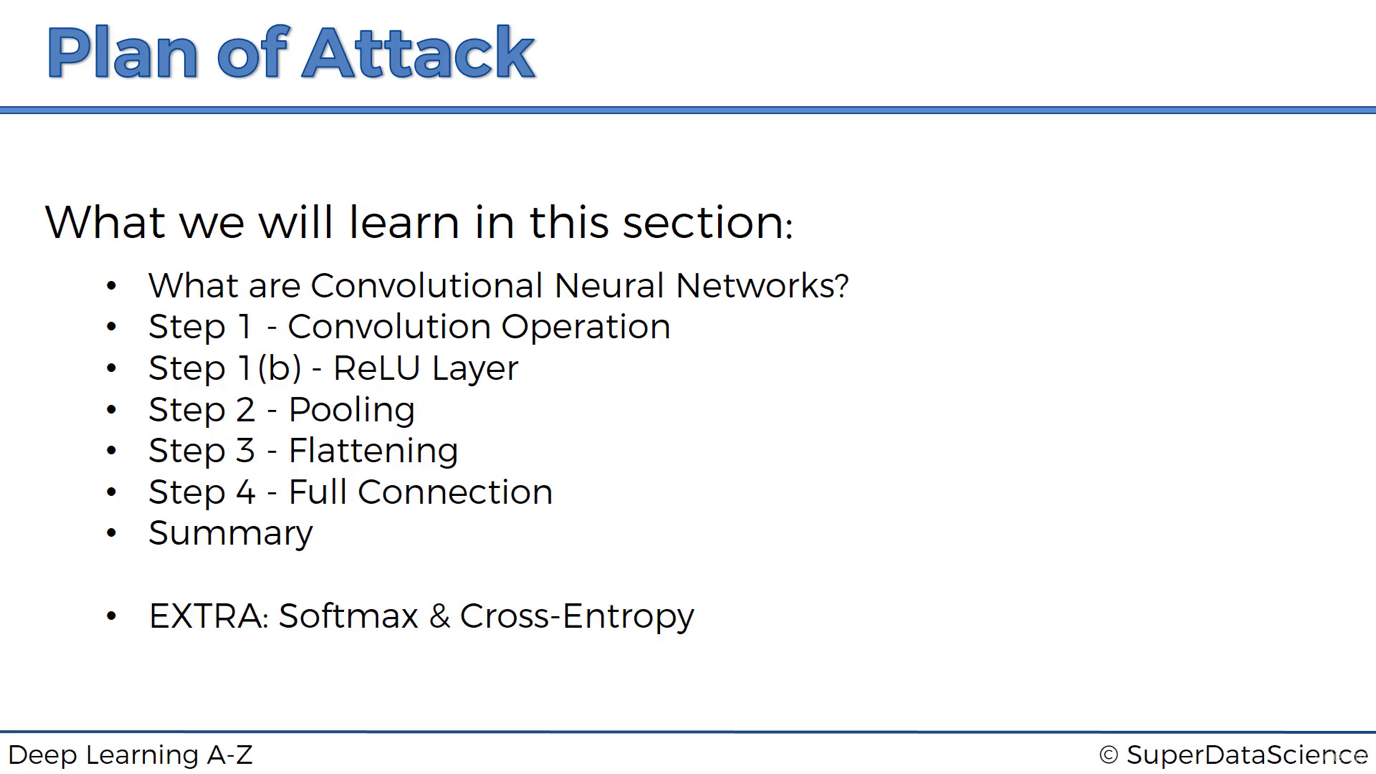 Plan of Attack
What we will learn in this section:
• What are Convolutional Neural Networks?
• Step 1 - Convolution Operation
• Step 1(b) - ReLU Layer
• Step 2 - Pooling
• Step 3 - Flattening
• Step 4 - Full Connection
• Summary
• EXTRA: Softmax & Cross-Entropy
Deep Learning A-Z
© SuperDataScience